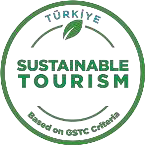 TÜRKİYE
SUSTAINABLE
TOURISM
Based on GSTC Criteria